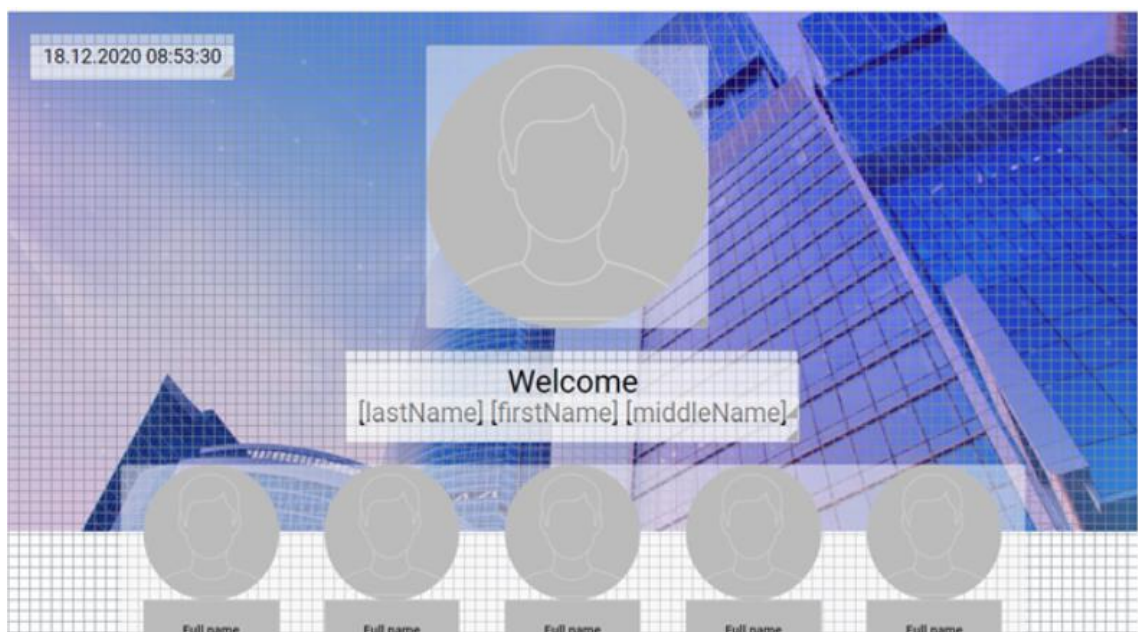 18.12.2020 08:53:30
Welcome
[lastName] [firstName] [middleName]
Full name Full name Full name Full name Full name